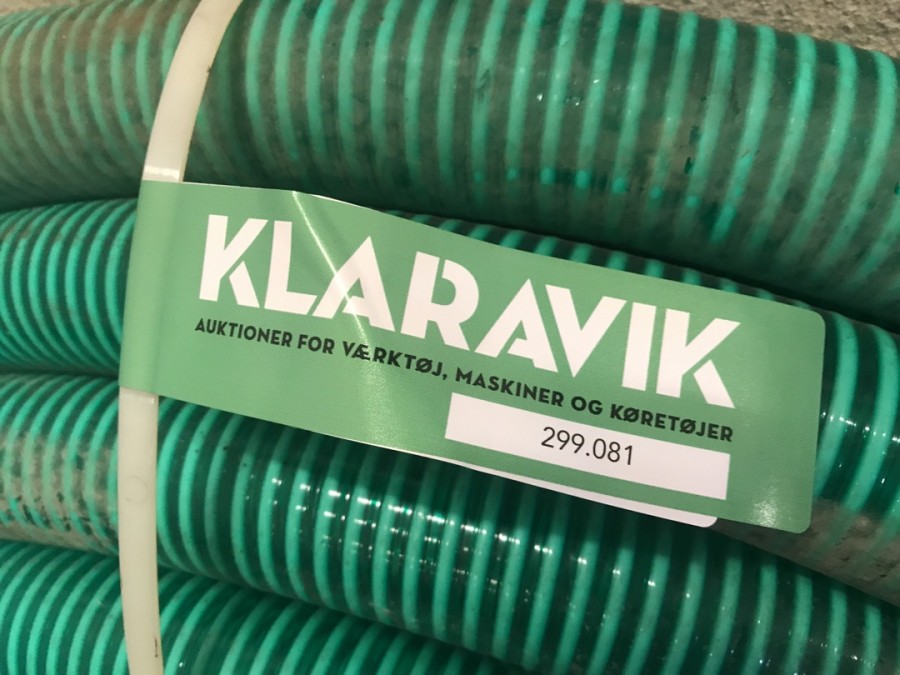 KLARAVIK
AUKTIONER FOR VÆRKTØJ, MASKINER OG KØRETØJER
299.081